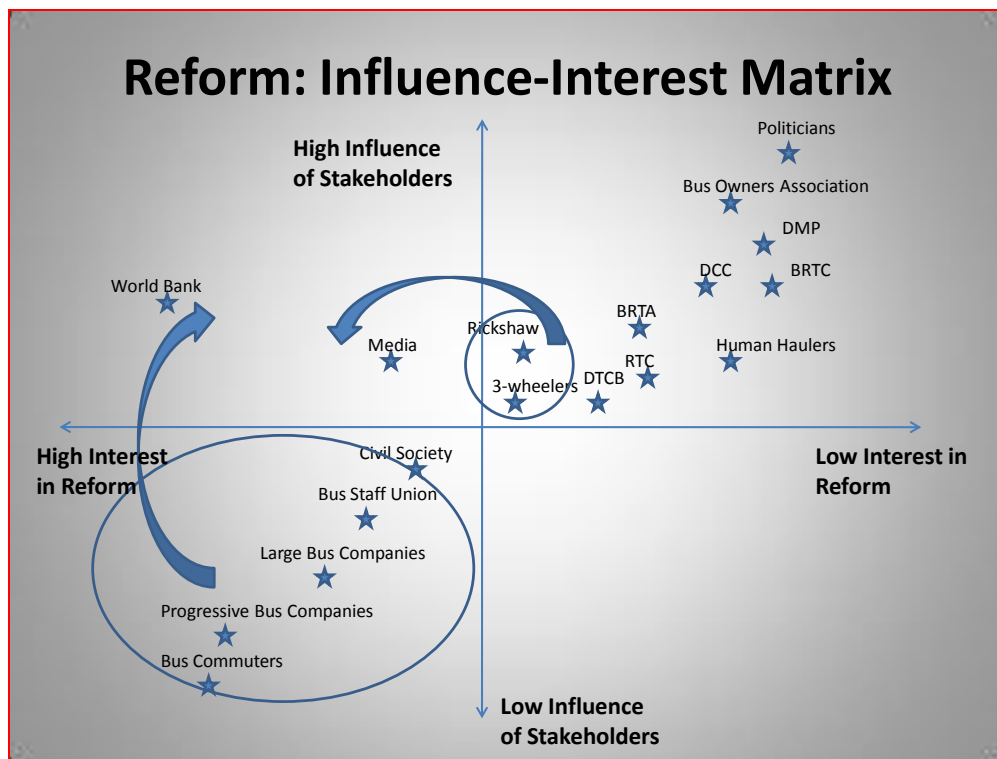 Reform: Influence-Interest Matrix
High Influence
of Stakeholders
Politicians
Bus Owners Association
DMP
DCC
BRTC
World Bank
BRTA
Rickshaw
Media
Human Haulers
RTC
3-wheelers
DTCB
High Interest
in Reform
Low Interest in
Reform
Civil Society
Bus Staff Union
Large Bus Companies
Progressive Bus Companies
Bus Commuters
Low Influence
of Stakeholders